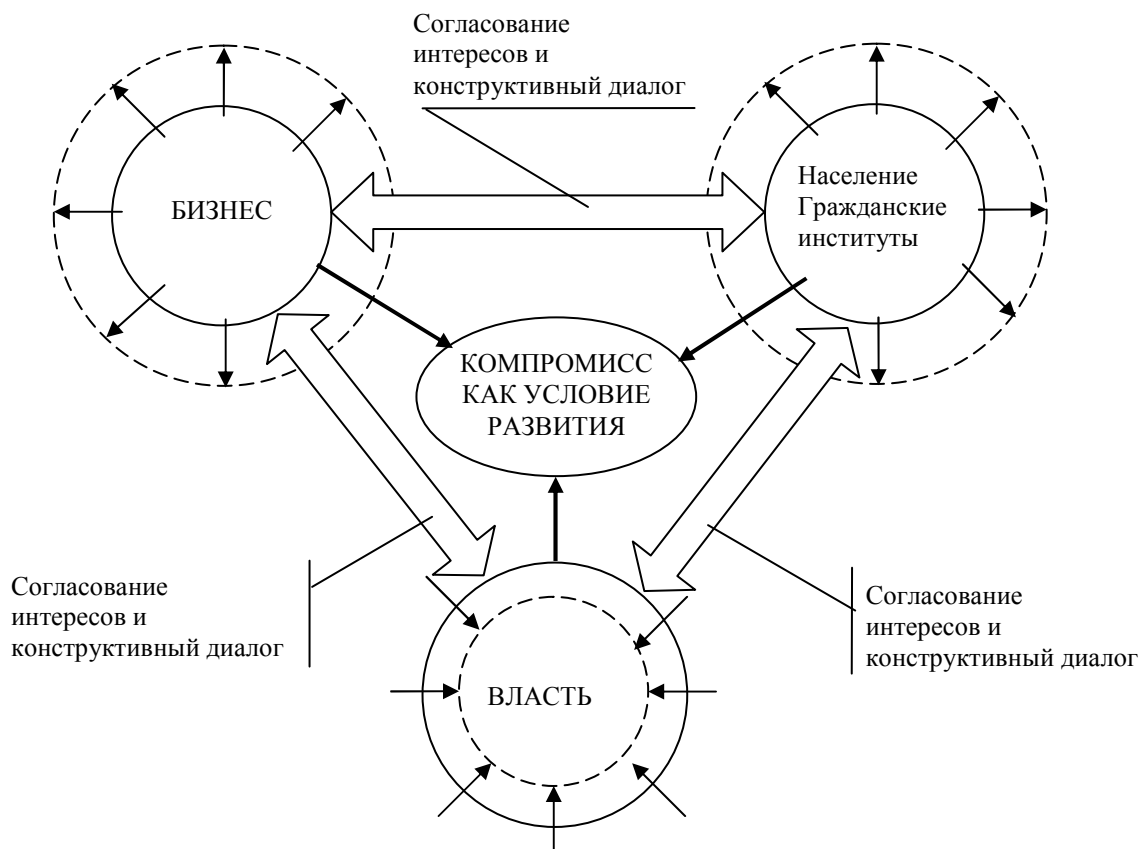 Согласование
интересов и
конструктивный диалог
БИЗНЕС
Население
Гражданские
институты
КОМПРОМИСС
КАК УСЛОВИЕ
РАЗВИТИЯ
Согласование
интересов и
конструктивный диалог
Согласование
интересов и
конструктивный диалог
ВЛАСТЬ